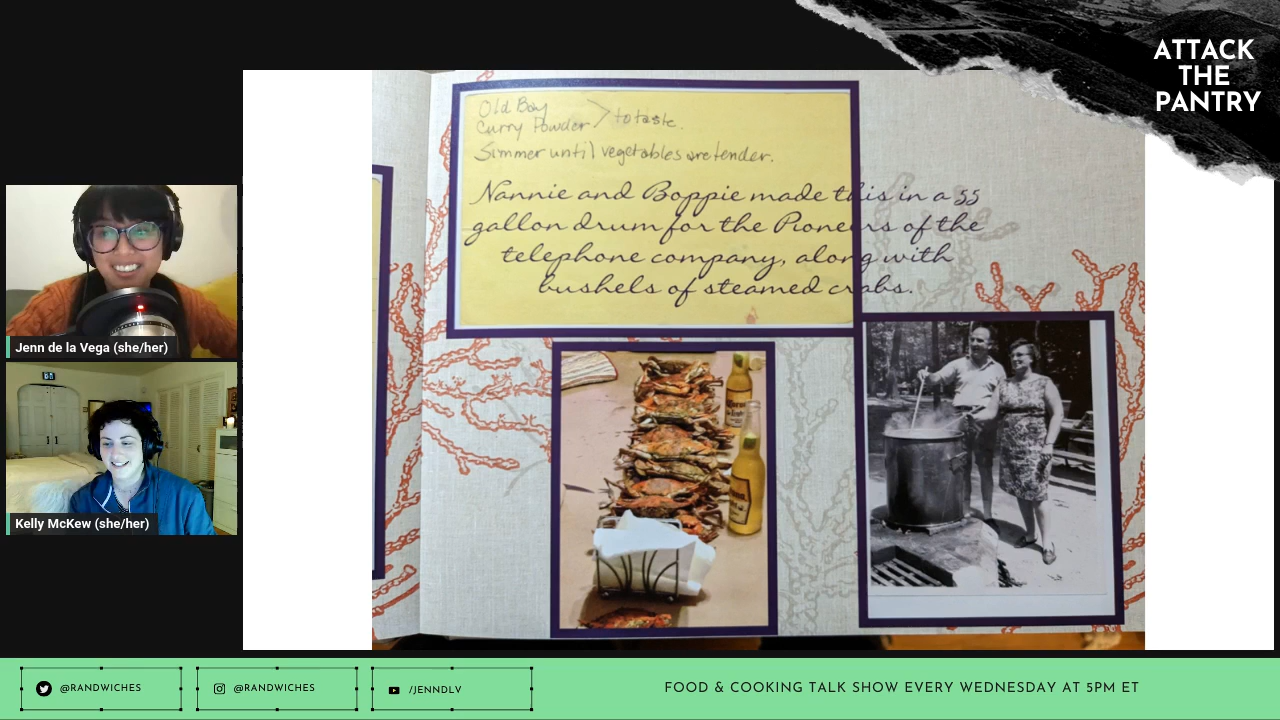 ATTACK
THE
PANTRY
Old Bay
Curry Powder > to taste.
Simmer until vegetables are tender.
Nannie and Boppie made this in a 55
gallon drum for the Pioneers of the
telephone company, along with
bushels of steamed crabs.
Jenn de la Vega (she/her)
Kelly McKew (she/her)
@RANDWICHES
@RANDWICHES
/JENNDLV
FOOD & COOKING TALK SHOW EVERY WEDNESDAY AT 5PM ET